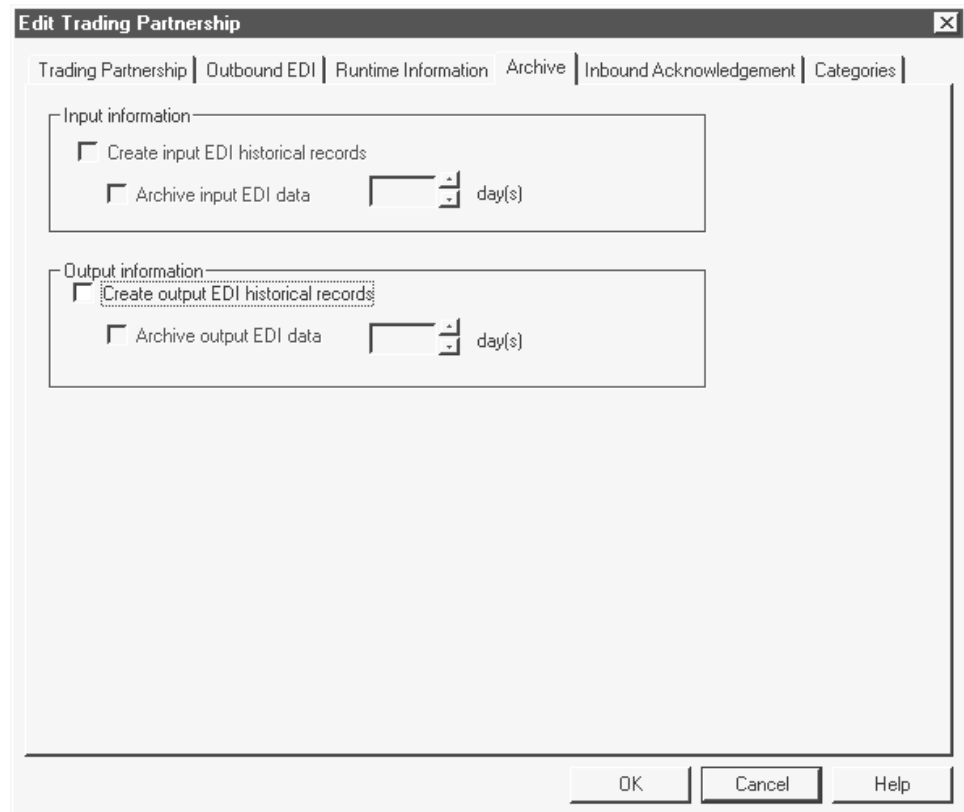 Edit Trading Partnership
Trading Partnership Outbound EDI Runtime Information Archive Inbound Acknowledgement Categories
Input information
Create input EDI historical records
Archive input EDI data day(s)
Output information
Create output EDI historical records
Archive output EDI data day(s)
OK Cancel Help